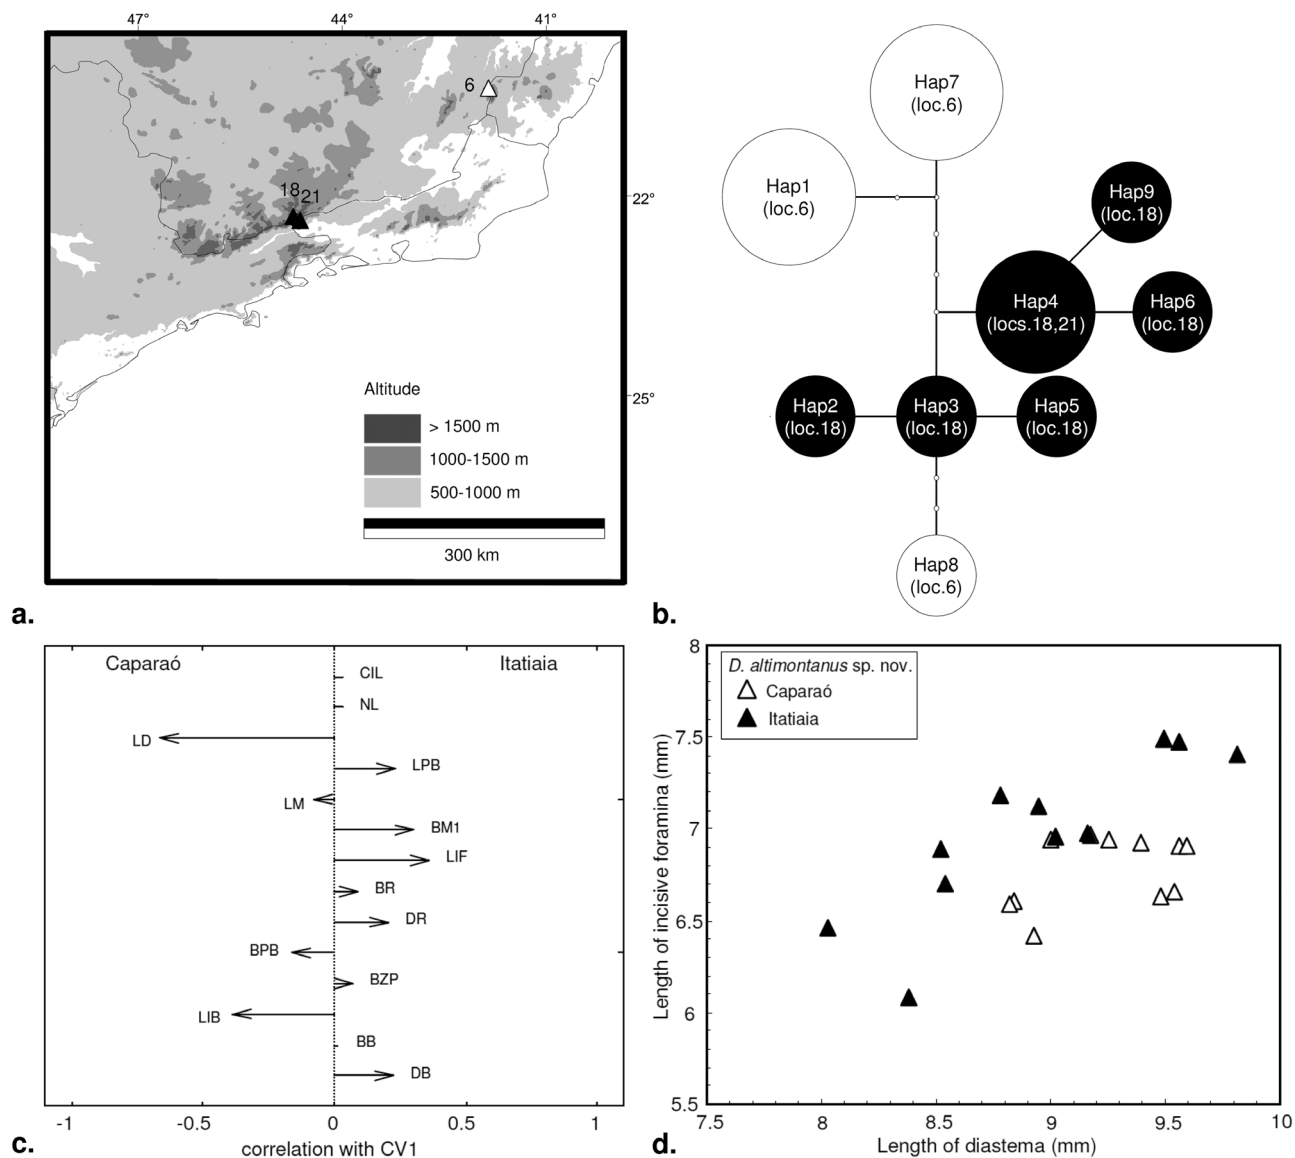 47°
44°
41°
6
18
21
22°
25°
Altitude
> 1500 m
1000-1500 m
500-1000 m
300 km
a.
Hap7
(loc.6)
Hap1
(loc.6)
Hap9
(loc.18)
Hap4
(locs.18,21)
Hap6
(loc.18)
Hap2
(loc.18)
Hap3
(loc.18)
Hap5
(loc.18)
Hap8
(loc.6)
b.
Caparaó
Itatiaia
CIL
NL
LD
LPB
LM
BM1
LIF
BR
DR
BPB
BZP
LIB
BB
DB
-1
-0.5
0
0.5
1
correlation with CV1
c.
D. altimontanus sp. nov.
Caparaó
Itatiaia
Length of incisive foramina (mm)
8
7.5
7
6.5
6
5.5
7.5
8
8.5
9
9.5
10
Length of diastema (mm)
d.